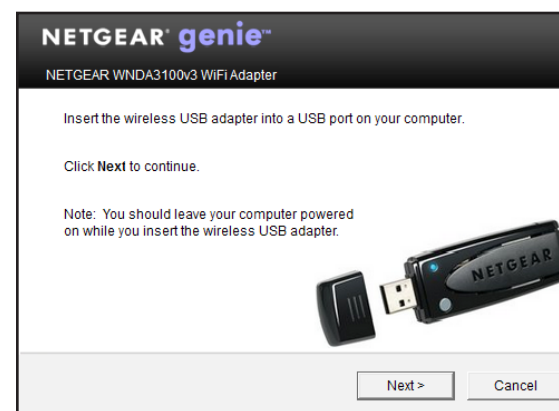 NETGEAR® genie™
NETGEAR WNDA3100v3 WiFi Adapter
Insert the wireless USB adapter into a USB port on your computer.
Click Next to continue.
Note: You should leave your computer powered
on while you insert the wireless USB adapter.
NETGEAR
Next >
Cancel